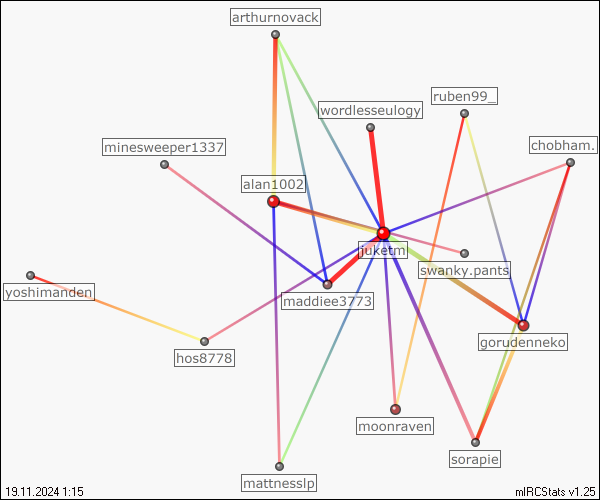 arthurnovack
ruben99_
wordlesseulogy
chobham.
minesweeper1337
alan1002
juketm
swanky.pants
yoshimanden
maddiee3773
gorudenneko
hos8778
moonraven
sorapie
mattnesslp
19.11.2024 1:15
mIRCStats v1.25